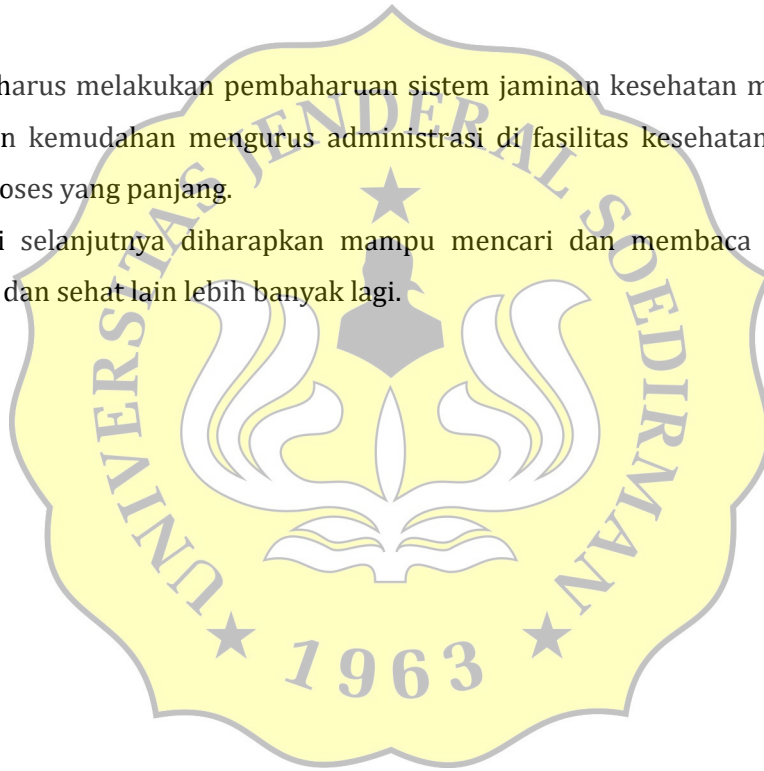 harus melakukan pembaharuan sistem jaminan kesehatan
kemudahan mengurus administrasi di fasilitas kesehatan
yang panjang.
selanjutnya diharapkan mampu mencari dan membaca
dan sehat lain lebih banyak lagi.
UNIVERSITAS JENDERAL SOEDIRMAN
1963